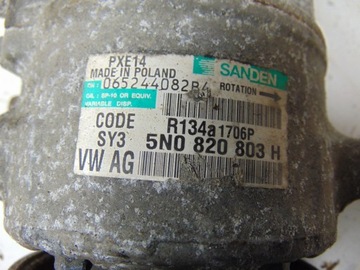 PXE14
MADE IN POLAND
SANDEN
065244082B4
ROTATION
OIL : SP-10 OR EQUIV.
VARIABLE DISP.
CODE R134a 1706P
SY3 5N0 820 803 H
VW AG